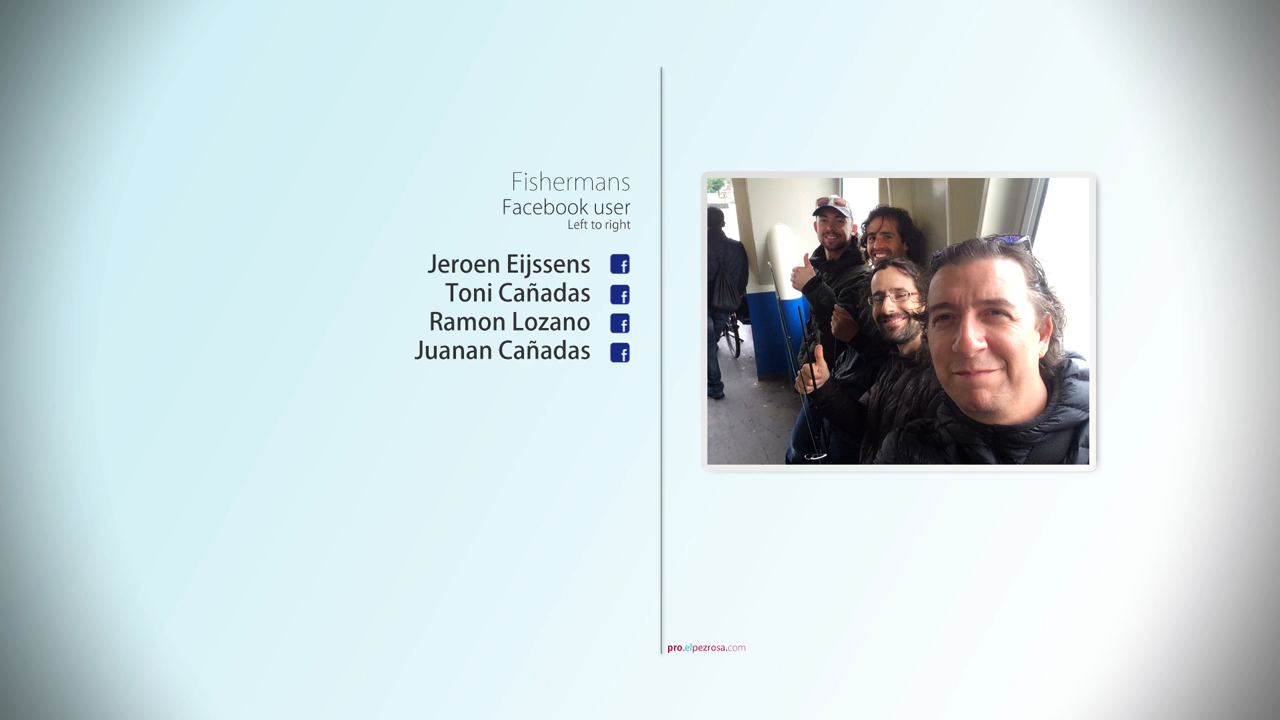 Fishermans
Facebook user
Left to right
Jeroen Eijssens
Toni Cañadas
Ramon Lozano
Juanan Cañadas
pro.elpezrosa.com